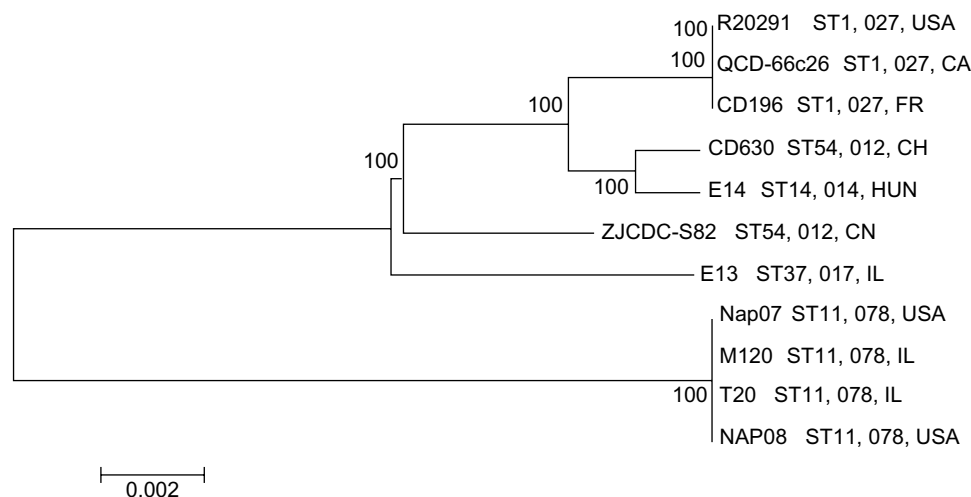 R20291 ST1, 027, USA
100
100
QCD-66c26 ST1, 027, CA
100
CD196 ST1, 027, FR
CD630 ST54, 012, CH
100
100
E14 ST14, 014, HUN
ZJCDC-S82 ST54, 012, CN
E13 ST37, 017, IL
Nap07 ST11, 078, USA
M120 ST11, 078, IL
100
T20 ST11, 078, IL
NAP08 ST11, 078, USA
0.002